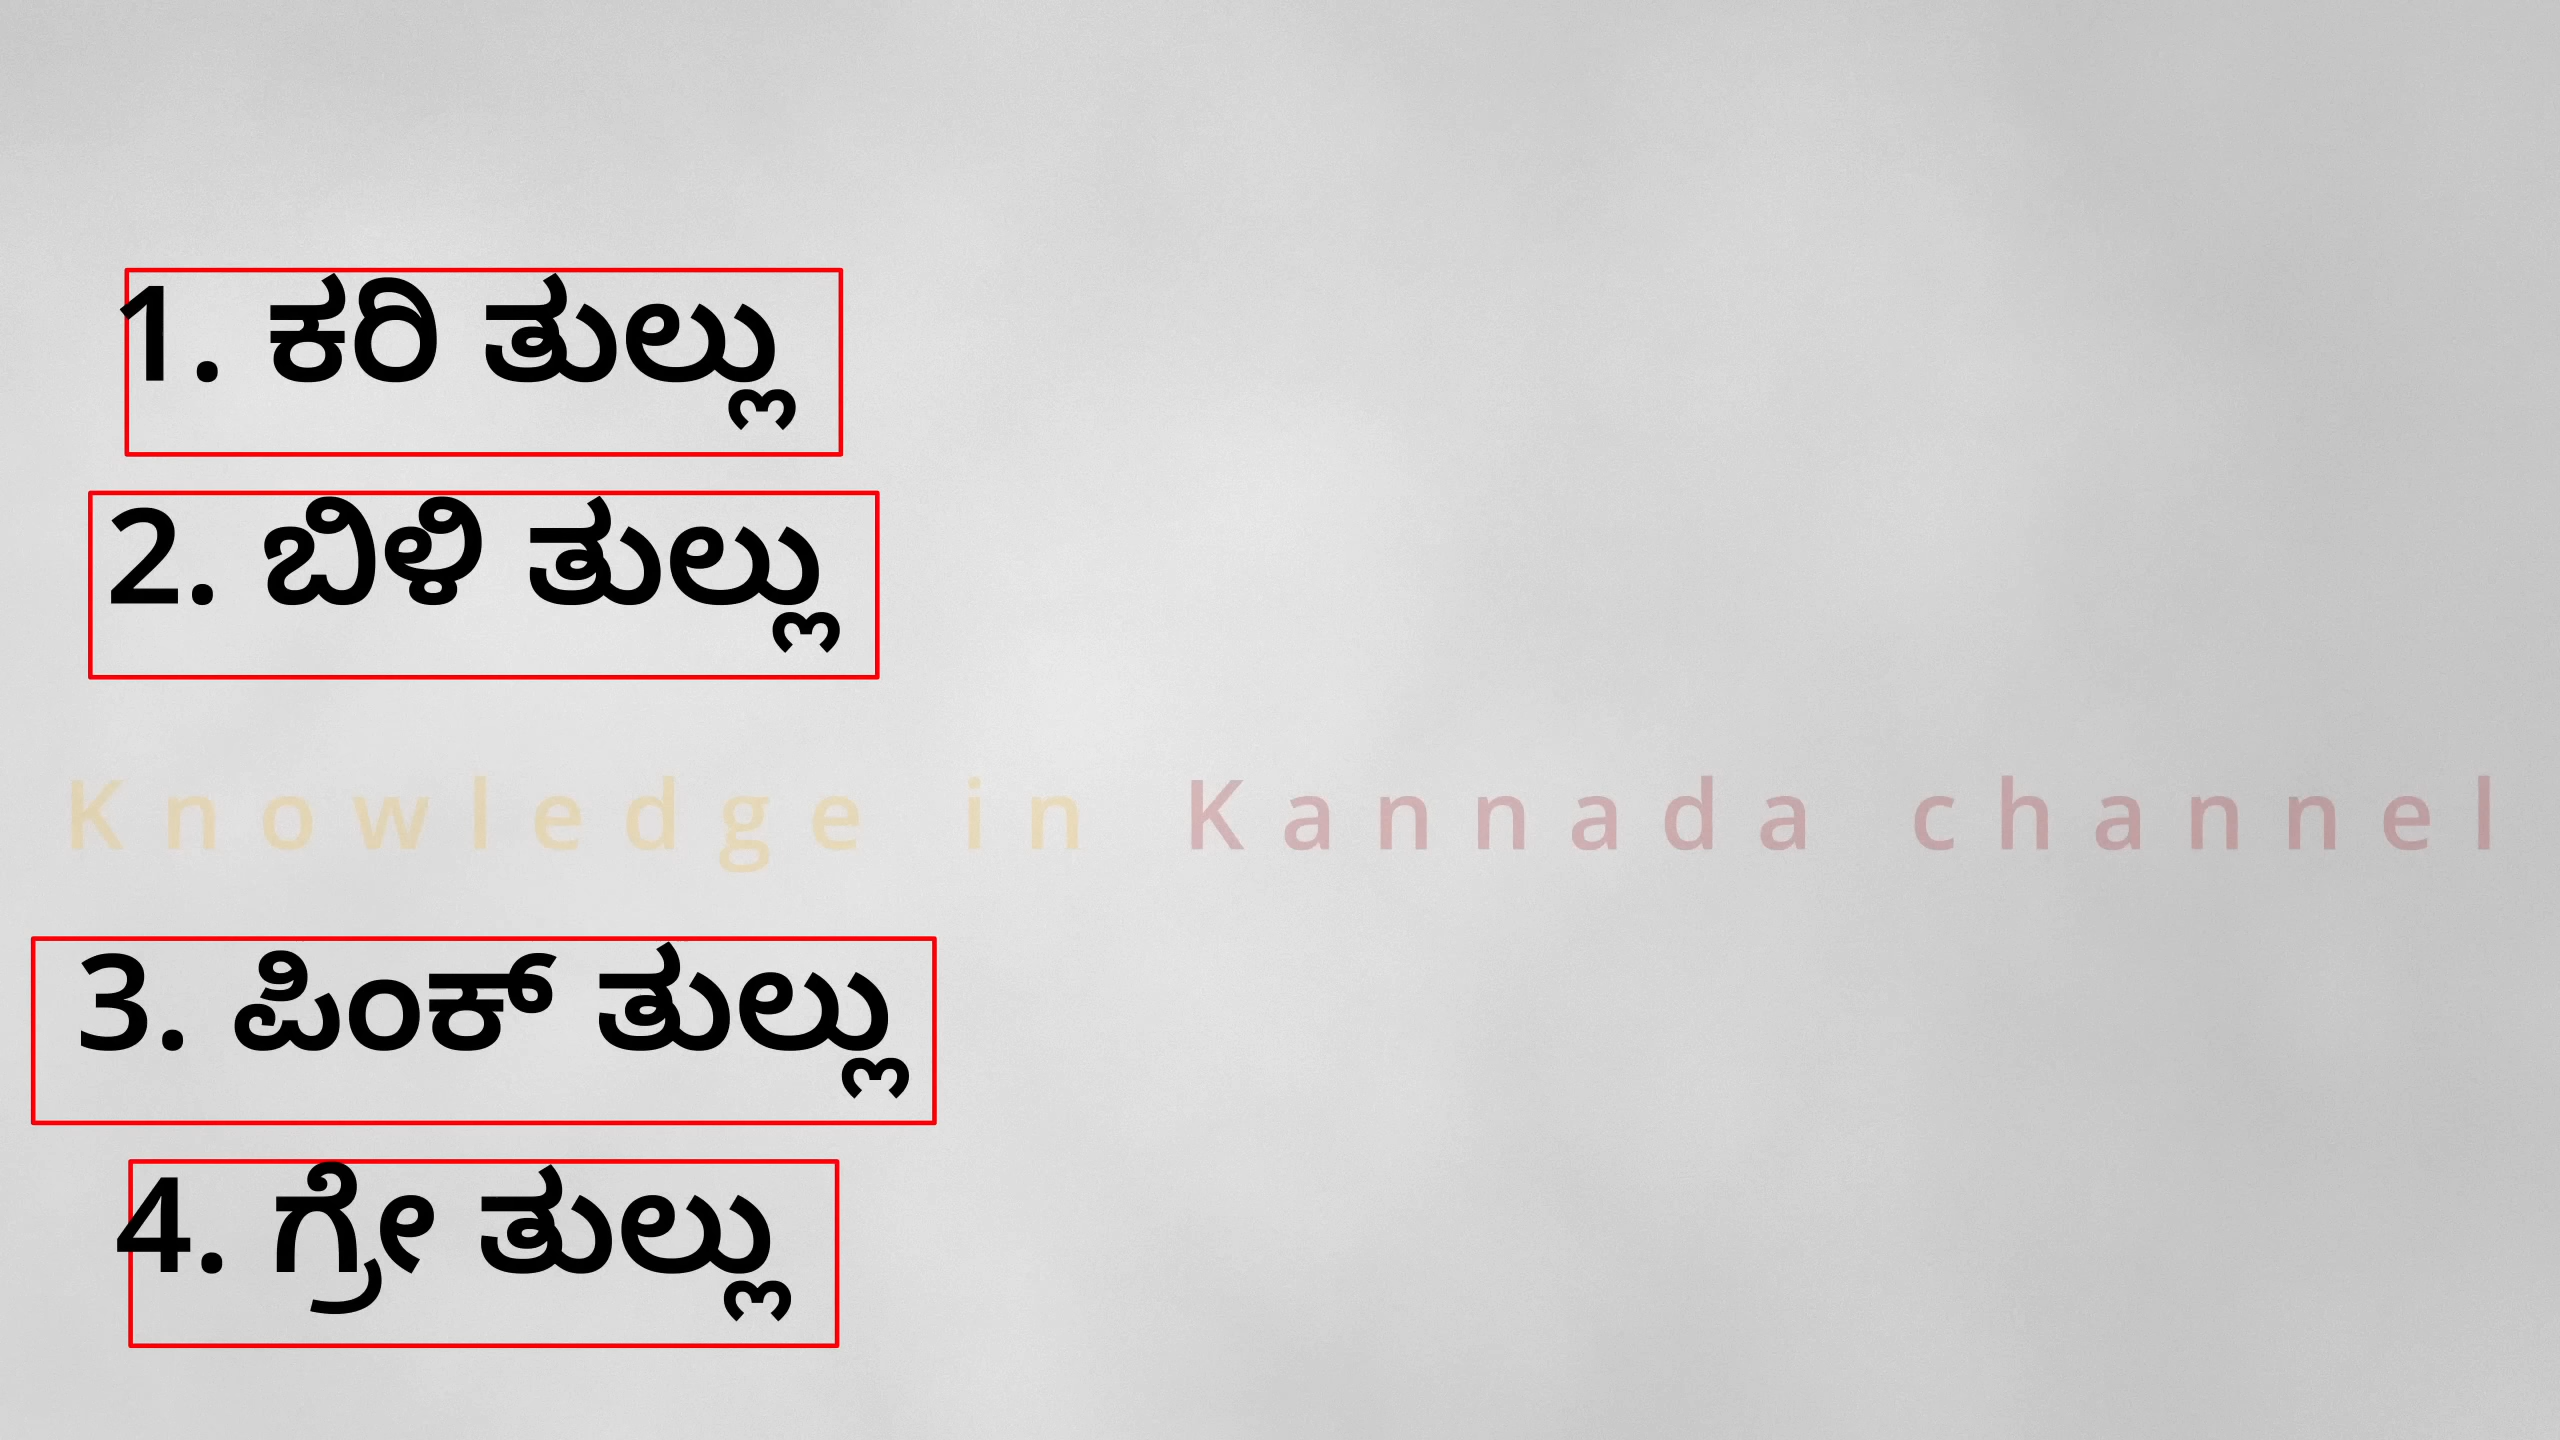 1. ಕರಿ ತುಲ್ಲು
2. ಬಿಳಿ ತುಲ್ಲು
Knowledge in Kannada channel
3. ಪಿಂಕ್ ತುಲ್ಲು
4. ಗ್ರೇ ತುಲ್ಲು